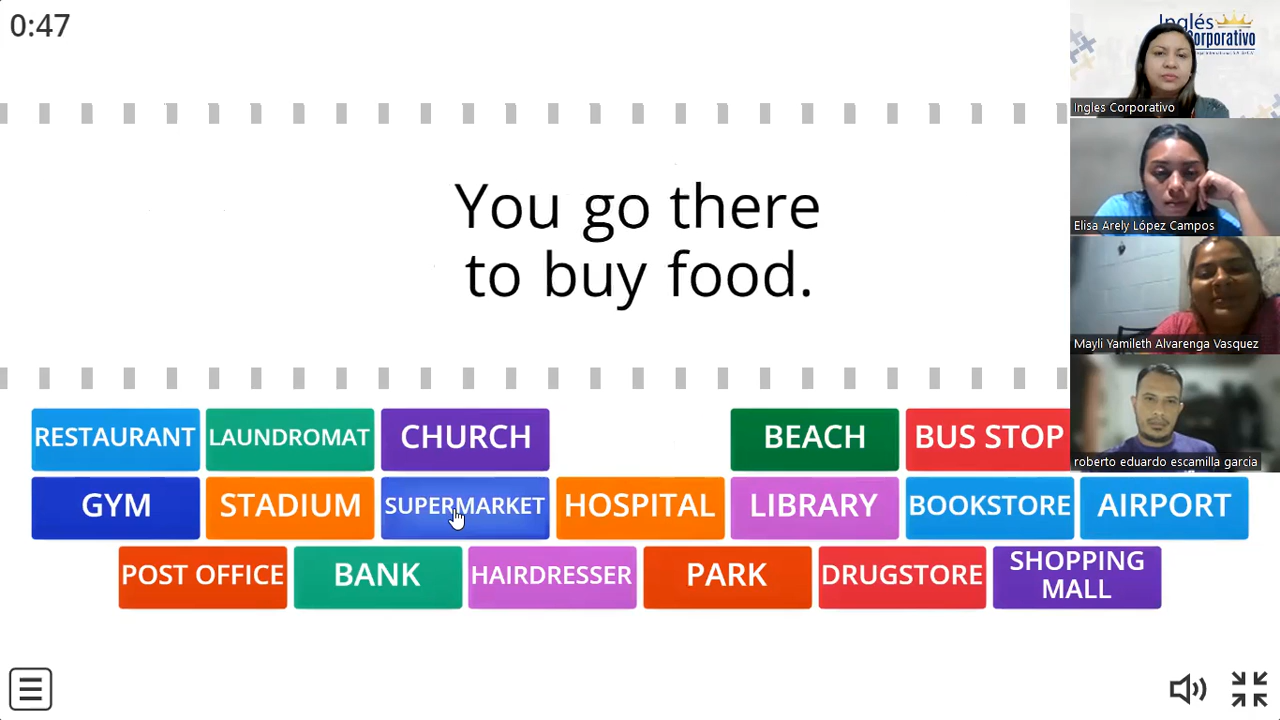 0:47
Inglés
Corporativo
Ingles Corporativo
You go there
to buy food.
Elisa Arely López Campos
Mayli Yamileth Alvarenga Vasquez
roberto eduardo escamilla garcia
RESTAURANT LAUNDROMAT CHURCH BEACH BUS STOP
GYM STADIUM SUPERMARKET HOSPITAL LIBRARY BOOKSTORE AIRPORT
POST OFFICE BANK HAIRDRESSER PARK DRUGSTORE SHOPPING
MALL